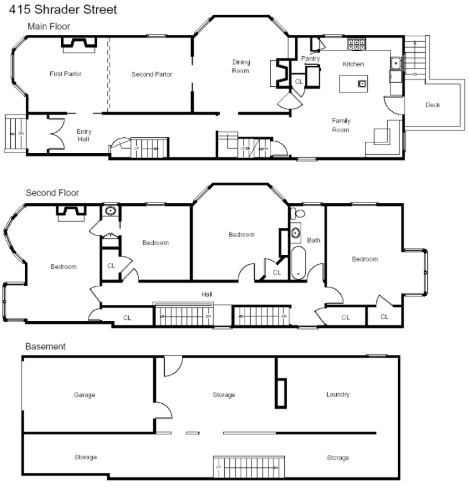 415 Shrader Street
Main Floor
First Parlor
Second Parlor
Dining
Room
Pantry
CL
Kitchen
Family
Room
Deck
Entry
Hall
Second Floor
Bedroom
CL
Bedroom
Bedroom
CL
Bath
Bedroom
Hall
CL
CL
CL
Basement
Garage
Storage
Laundry
Storage
Storage